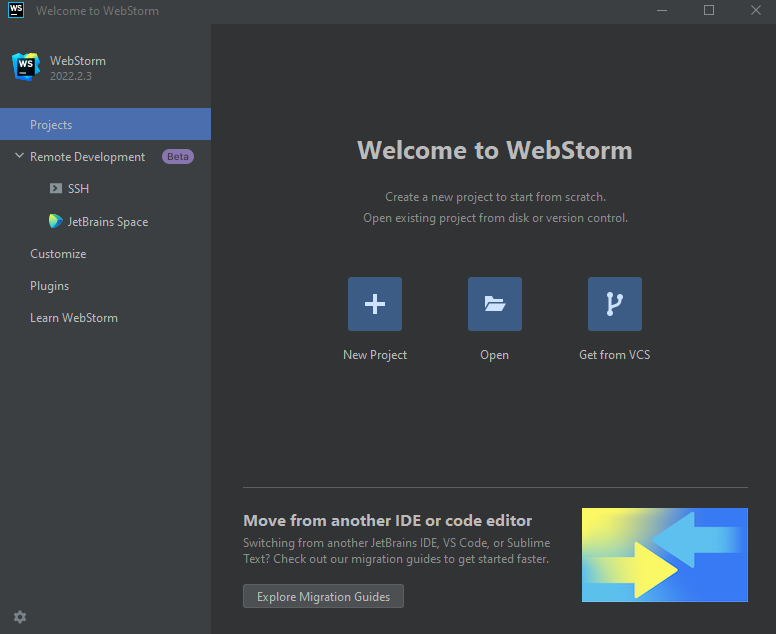 WS
Welcome to WebStorm
WS
WebStorm
2022.2.3
Projects
Remote Development Beta
SSH
JetBrains Space
Customize
Plugins
Learn WebStorm
Welcome to WebStorm
Create a new project to start from scratch.
Open existing project from disk or version control.
New Project
Open
Get from VCS
Move from another IDE or code editor
Switching from another JetBrains IDE, VS Code, or Sublime
Text? Check out our migration guides to get started faster.
Explore Migration Guides